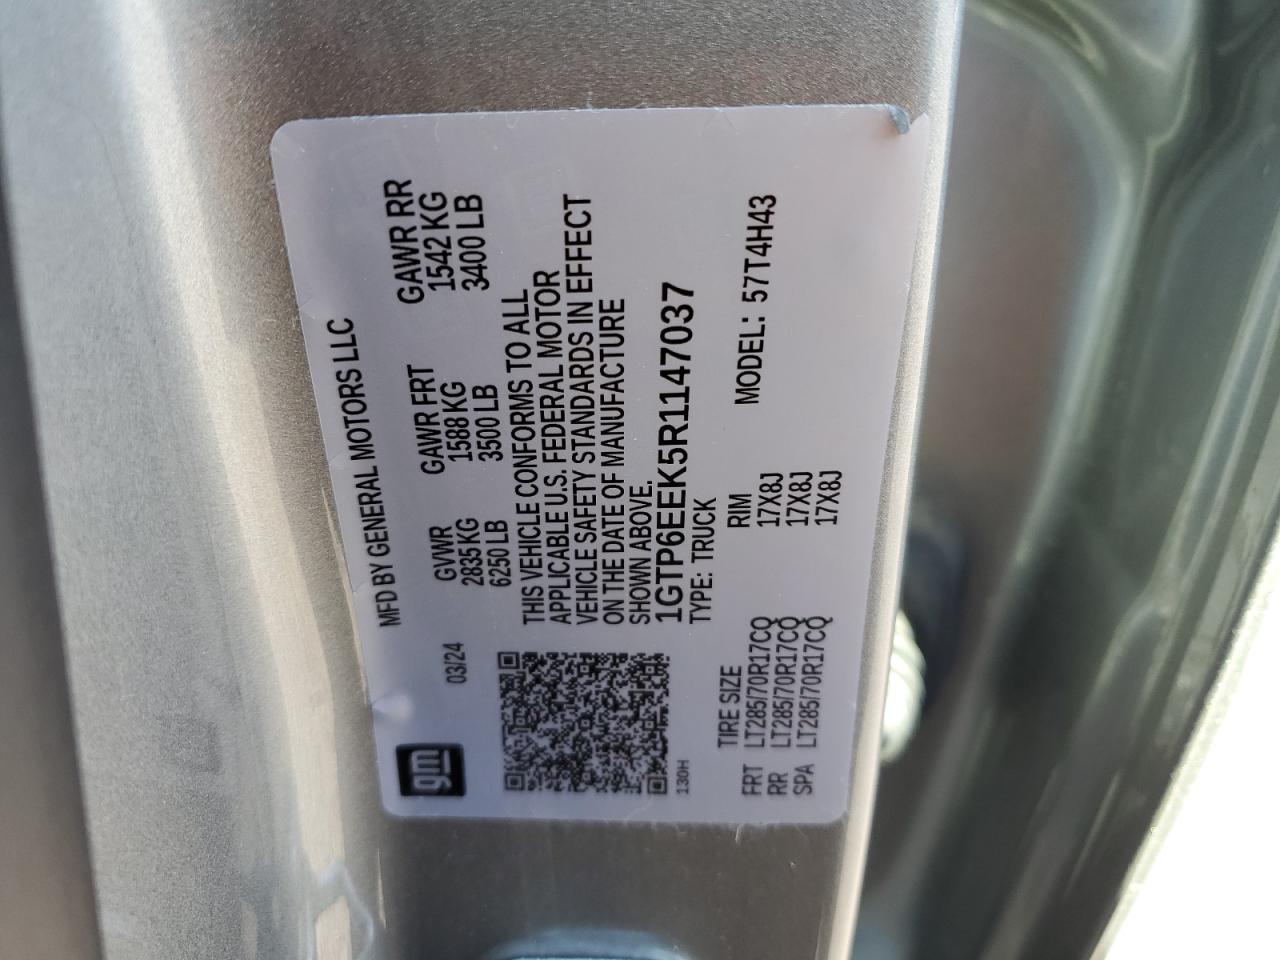 gm
MFD BY GENERAL MOTORS LLC
03/24
GVWR GAWR FRT GAWR RR
2835KG 1588 KG 1542 KG
6250 LB 3500 LB 3400 LB
THIS VEHICLE CONFORMS TO ALL
APPLICABLE U.S. FEDERAL MOTOR
VEHICLE SAFETY STANDARDS IN EFFECT
ON THE DATE OF MANUFACTURE
SHOWN ABOVE.
1GTP6EEK5R1147037
130H
TYPE: TRUCK
TIRE SIZE RIM
FRT LT285/70R17CQ 17X8J
RR LT285/70R17CQ 17X8J
SPA LT285/70R17CQ 17X8J
MODEL: 57T4H43